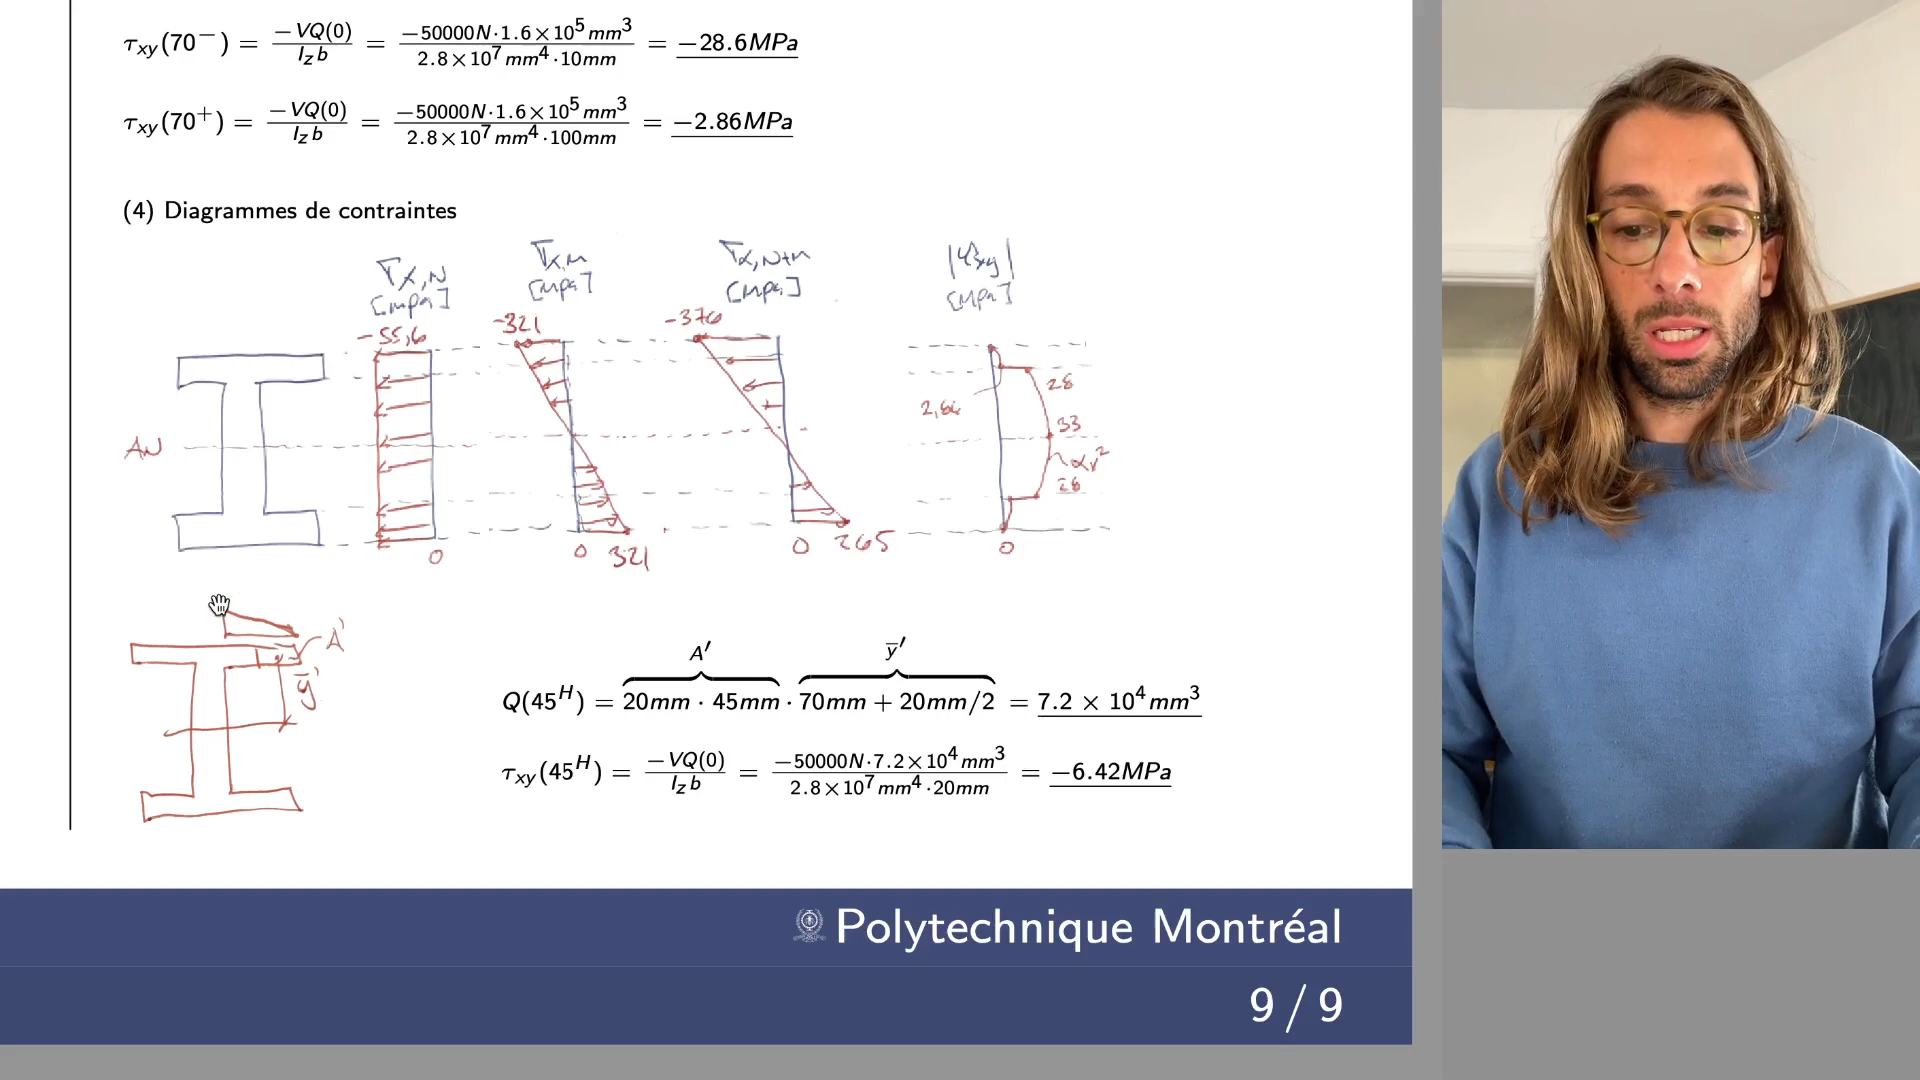 τxy(70⁻) = −VQ(0) / Izb = −50000N·1.6×10⁵mm³ / 2.8×10⁷mm⁴·10mm = −28.6MPa
τxy(70⁺) = −VQ(0) / Izb = −50000N·1.6×10⁵mm³ / 2.8×10⁷mm⁴·100mm = −2.86MPa
(4) Diagrammes de contraintes
σx,N σx,M σx,N+M |τxy|
[MPa] [MPa] [MPa] [MPa]
-55,6 -321 -376
28
2,86
33
AN
αy²
28
0 0 321 0 265 0
A'
ȳ'
A′ ȳ′
Q(45ᴴ) = 20mm · 45mm · 70mm + 20mm/2 = 7.2 × 10⁴mm³
τxy(45ᴴ) = −VQ(0) / Izb = −50000N·7.2×10⁴mm³ / 2.8×10⁷mm⁴·20mm = −6.42MPa
Polytechnique Montréal
9 / 9